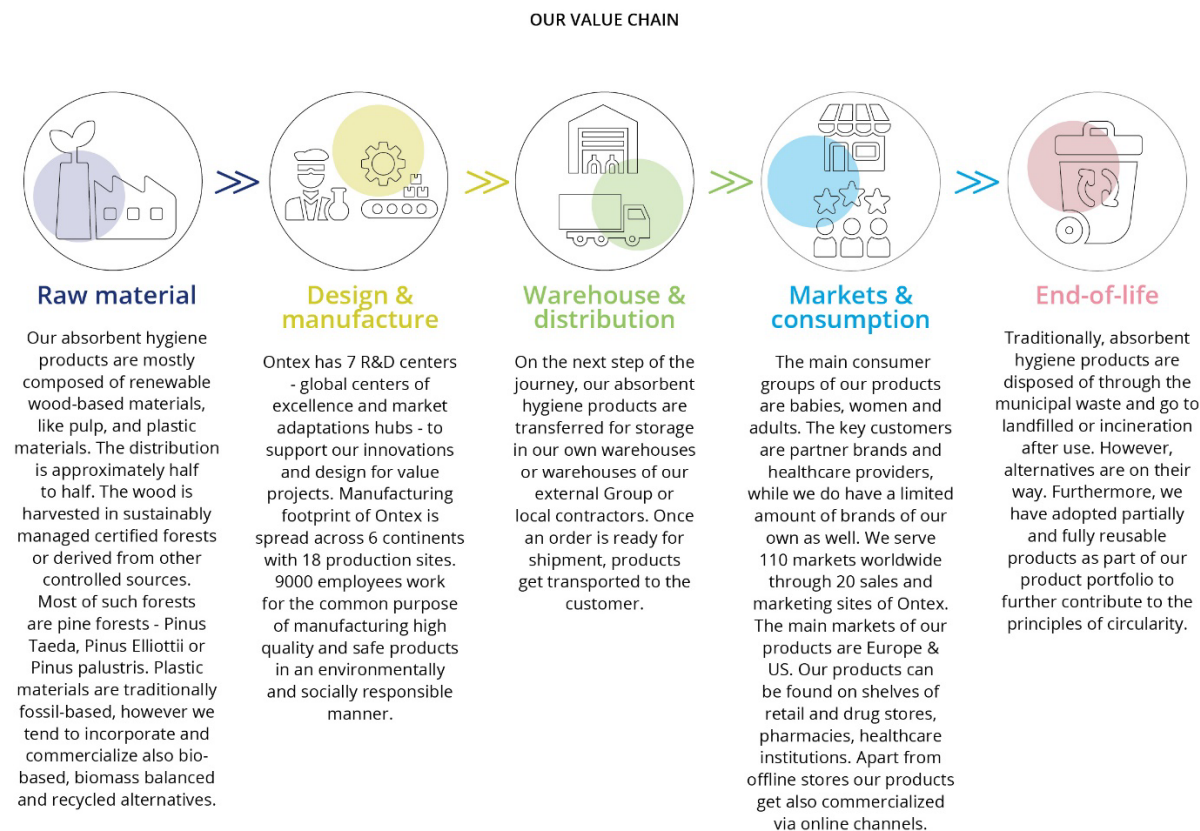 OUR VALUE CHAIN
Raw material
Our absorbent hygiene
products are mostly
composed of renewable
wood-based materials,
like pulp, and plastic
materials. The distribution
is approximately half
to half. The wood is
harvested in sustainably
managed certified forests
or derived from other
controlled sources.
Most of such forests
are pine forests - Pinus
Taeda, Pinus Elliottii or
Pinus palustris. Plastic
materials are traditionally
fossil-based, however we
tend to incorporate and
commercialize also bio-
based, biomass balanced
and recycled alternatives.
Design &
manufacture
Ontex has 7 R&D centers
- global centers of
excellence and market
adaptations hubs - to
support our innovations
and design for value
projects. Manufacturing
footprint of Ontex is
spread across 6 continents
with 18 production sites.
9000 employees work
for the common purpose
of manufacturing high
quality and safe products
in an environmentally
and socially responsible
manner.
Warehouse &
distribution
On the next step of the
journey, our absorbent
hygiene products are
transferred for storage
in our own warehouses
or warehouses of our
external Group or
local contractors. Once
an order is ready for
shipment, products
get transported to the
customer.
Markets &
consumption
The main consumer
groups of our products
are babies, women and
adults. The key customers
are partner brands and
healthcare providers,
while we do have a limited
amount of brands of our
own as well. We serve
110 markets worldwide
through 20 sales and
marketing sites of Ontex.
The main markets of our
products are Europe &
US. Our products can
be found on shelves of
retail and drug stores,
pharmacies, healthcare
institutions. Apart from
offline stores our products
get also commercialized
via online channels.
End-of-life
Traditionally, absorbent
hygiene products are
disposed of through the
municipal waste and go to
landfilled or incineration
after use. However,
alternatives are on their
way. Furthermore, we
have adopted partially
and fully reusable
products as part of our
product portfolio to
further contribute to the
principles of circularity.